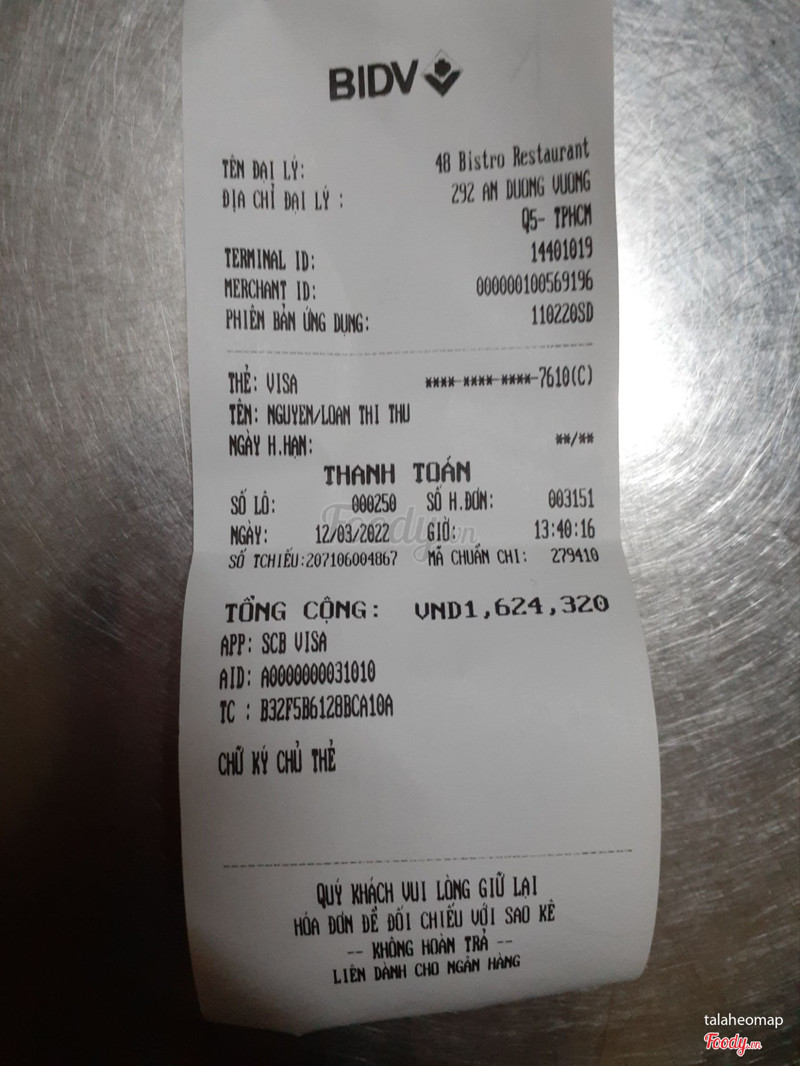 BIDV
TÊN ĐẠI LÝ: 48 Bistro Restaurant
ĐỊA CHỈ ĐẠI LÝ : 292 AN DUONG VUONG
Q5- TPHCM
TERMINAL ID: 14401019
MERCHANT ID: 000000100569196
PHIÊN BẢN ỨNG DỤNG: 110220SD
THẺ: VISA **** **** **** 7610(C)
TÊN: NGUYEN/LOAN THI THU
NGÀY H.HẠN: **/**
THANH TOÁN
SỐ LÔ: 000250 SỐ H.ĐƠN: 003151
NGÀY: 12/03/2022 GIỜ: 13:40:16
SỐ TCHIẾU:207106004867 MÃ CHUẨN CHI: 279410
TỔNG CỘNG: VND1,624,320
APP: SCB VISA
AID: A0000000031010
TC : B32F5B6128BCA10A
CHỮ KÝ CHỦ THẺ
QUÝ KHÁCH VUI LÒNG GIỮ LẠI
HÓA ĐƠN ĐỂ ĐỐI CHIẾU VỚI SAO KÊ
-- KHÔNG HOÀN TRẢ --
LIÊN DÀNH CHO NGÂN HÀNG
Foody.vn
talaheomap
Foody.vn